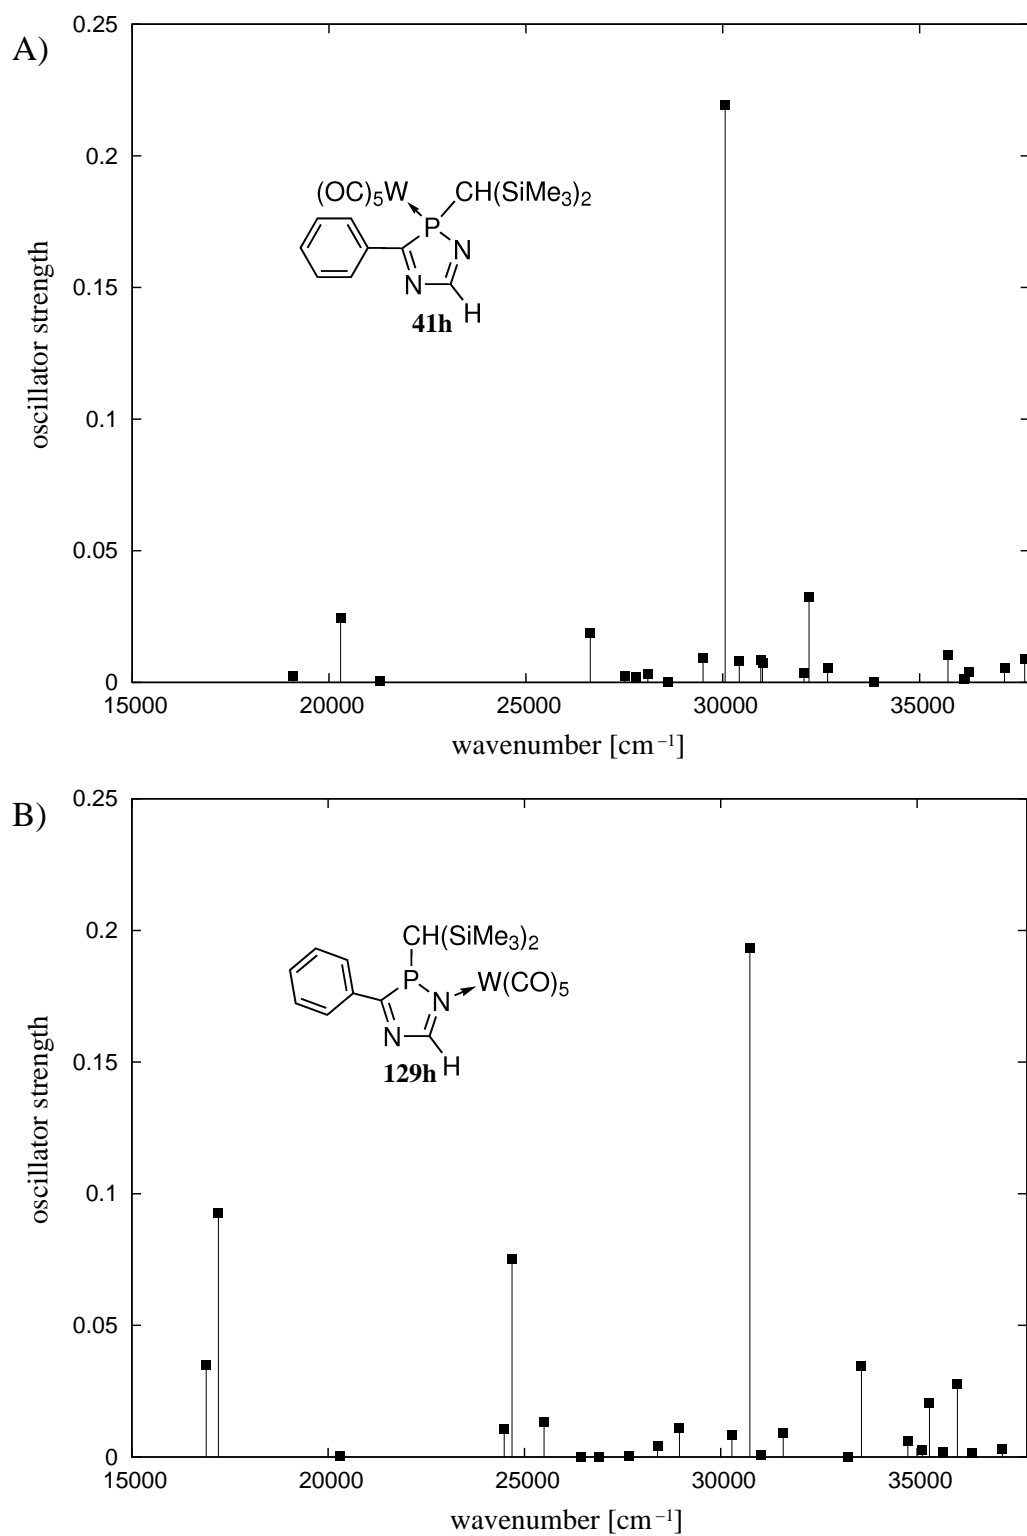 A)
0.25
0.2
0.15
0.1
0.05
0
oscillator strength
(OC)5W
CH(SiMe3)2
P
N
N
H
41h
15000 20000 25000 30000 35000
wavenumber [cm−1]
B)
0.25
0.2
0.15
0.1
0.05
0
oscillator strength
CH(SiMe3)2
P
W(CO)5
N
N
H
129h
15000 20000 25000 30000 35000
wavenumber [cm−1]